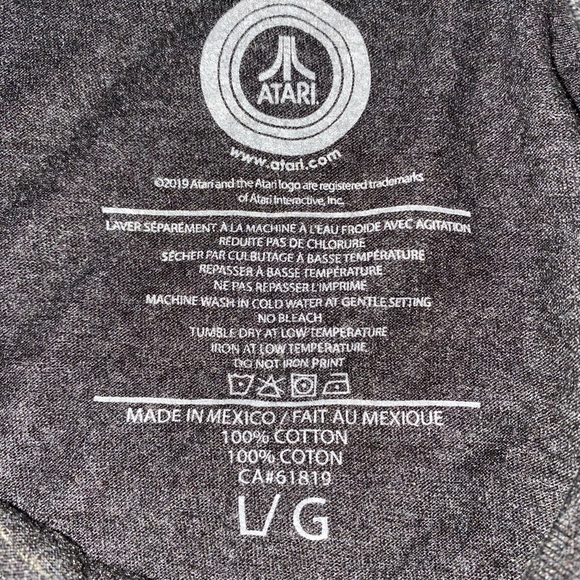 ATARI
www.atari.com
©2019 Atari and the Atari logo are registered trademarks
of Atari Interactive, Inc.
LAVER SÉPARÉMENT À LA MACHINE À L'EAU FROIDE AVEC AGITATION
RÉDUITE PAS DE CHLORURE
SÉCHER PAR CULBUTAGE À BASSE TEMPÉRATURE
REPASSER À BASSE TEMPÉRATURE
NE PAS REPASSER L'IMPRIMÉ
MACHINE WASH IN COLD WATER AT GENTLE SETTING
NO BLEACH
TUMBLE DRY AT LOW TEMPERATURE
IRON AT LOW TEMPERATURE
DO NOT IRON PRINT
MADE IN MEXICO / FAIT AU MEXIQUE
100% COTTON
100% COTON
CA#61819
L/ G